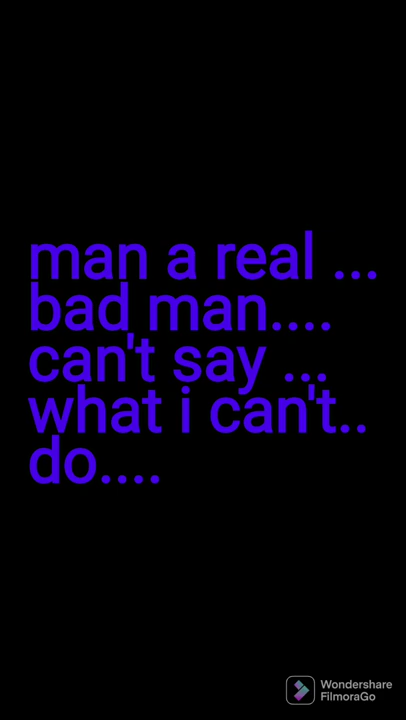 man a real ...
bad man....
can't say ...
what i can't..
do....
Wondershare
FilmoraGo